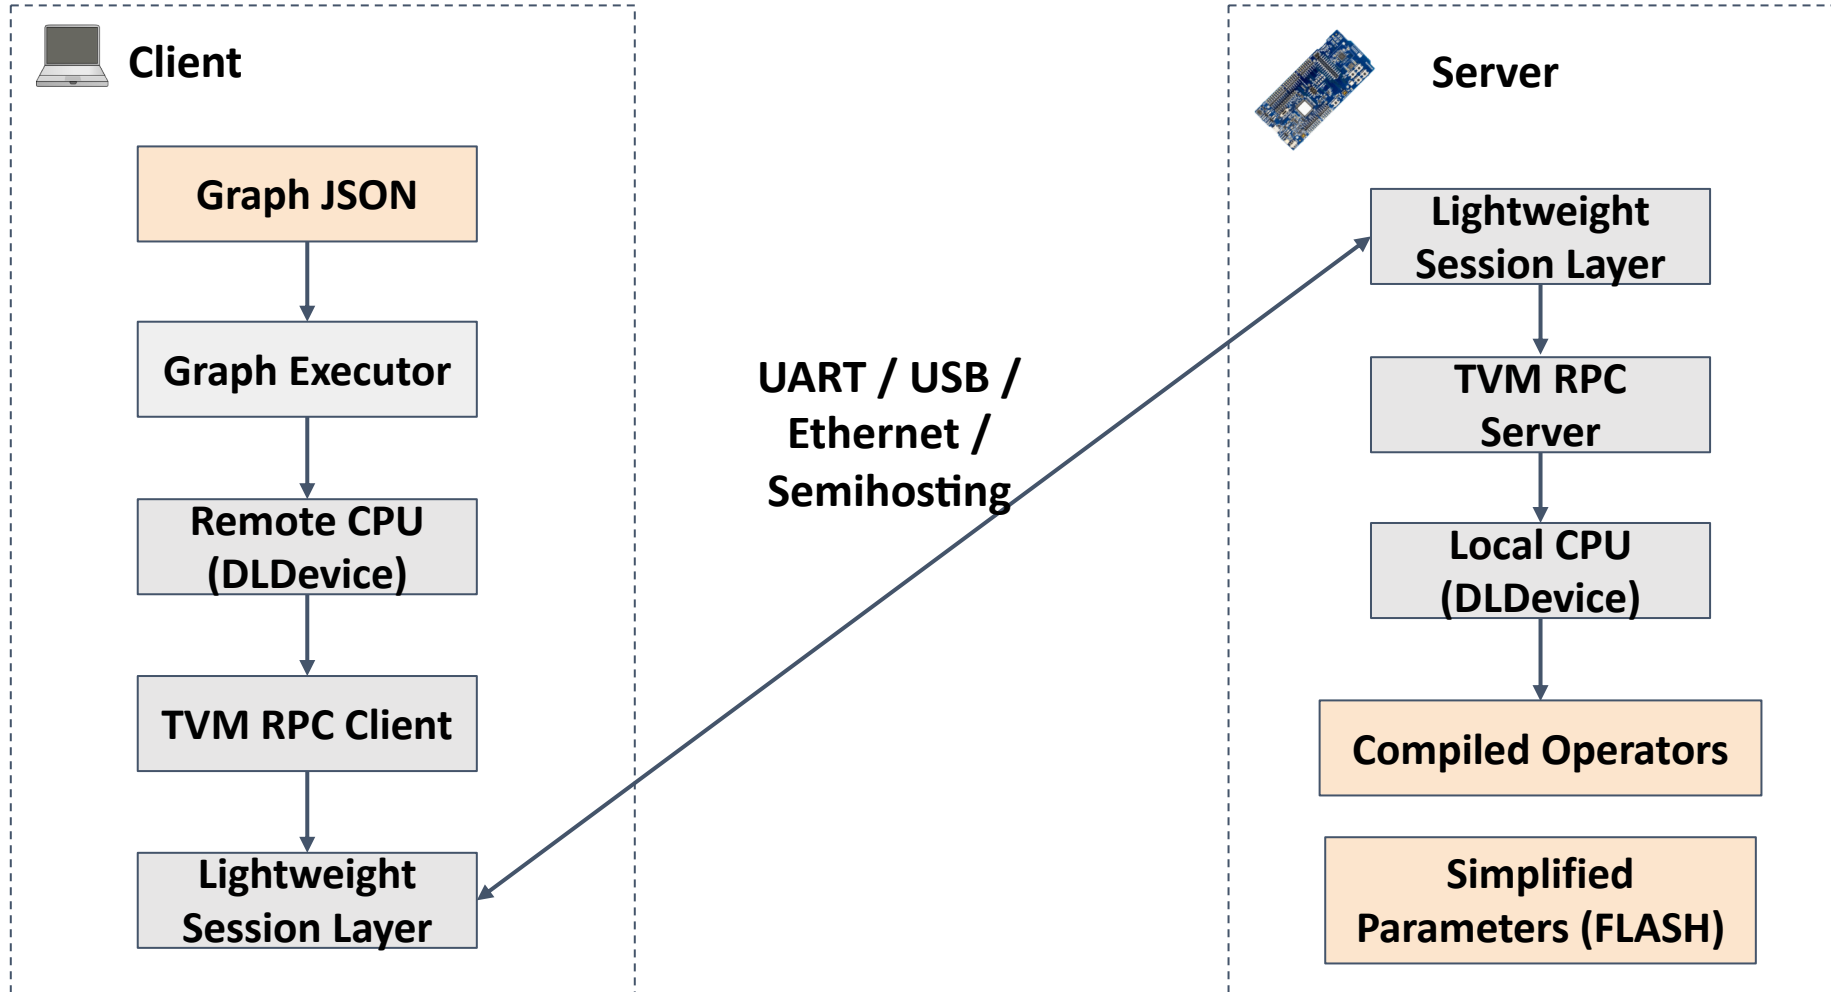 Client
Graph JSON
Graph Executor
Remote CPU
(DLDevice)
TVM RPC Client
Lightweight
Session Layer
UART / USB /
Ethernet /
Semihosting
Server
Lightweight
Session Layer
TVM RPC
Server
Local CPU
(DLDevice)
Compiled Operators
Simplified
Parameters (FLASH)